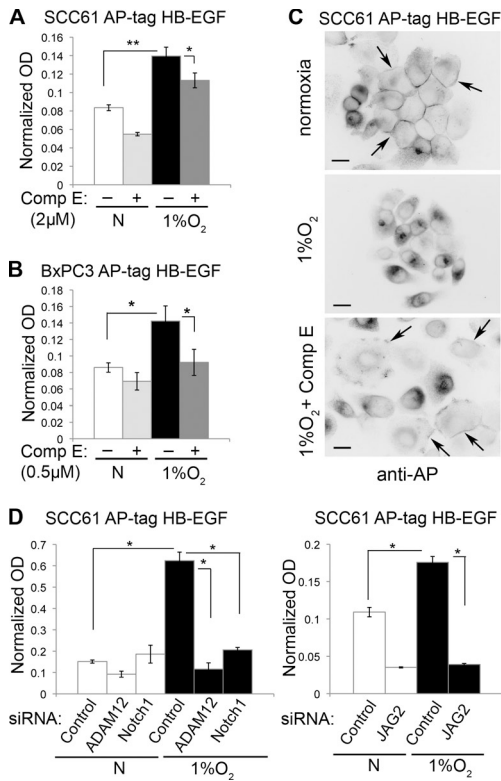 A SCC61 AP-tag HB-EGF
Normalized OD
0.16
0.14
0.12
0.1
0.08
0.06
0.04
0.02
0
**
*
Comp E: – + – +
(2µM) N 1%O2
B BxPC3 AP-tag HB-EGF
Normalized OD
0.2
0.18
0.16
0.14
0.12
0.1
0.08
0.06
0.04
0.02
0
*
*
Comp E: – + – +
(0.5µM) N 1%O2
C
normoxia
1%O2
1%O2+ Comp E
anti-AP
D SCC61 AP-tag HB-EGF
Normalized OD
0.7
0.6
0.5
0.4
0.3
0.2
0.1
0
*
*
*
siRNA: Control ADAM12 Notch1 Control ADAM12 Notch1
N 1%O2
SCC61 AP-tag HB-EGF
Normalized OD
0.2
0.15
0.1
0.05
0
*
*
siRNA: Control JAG2 Control JAG2
N 1%O2